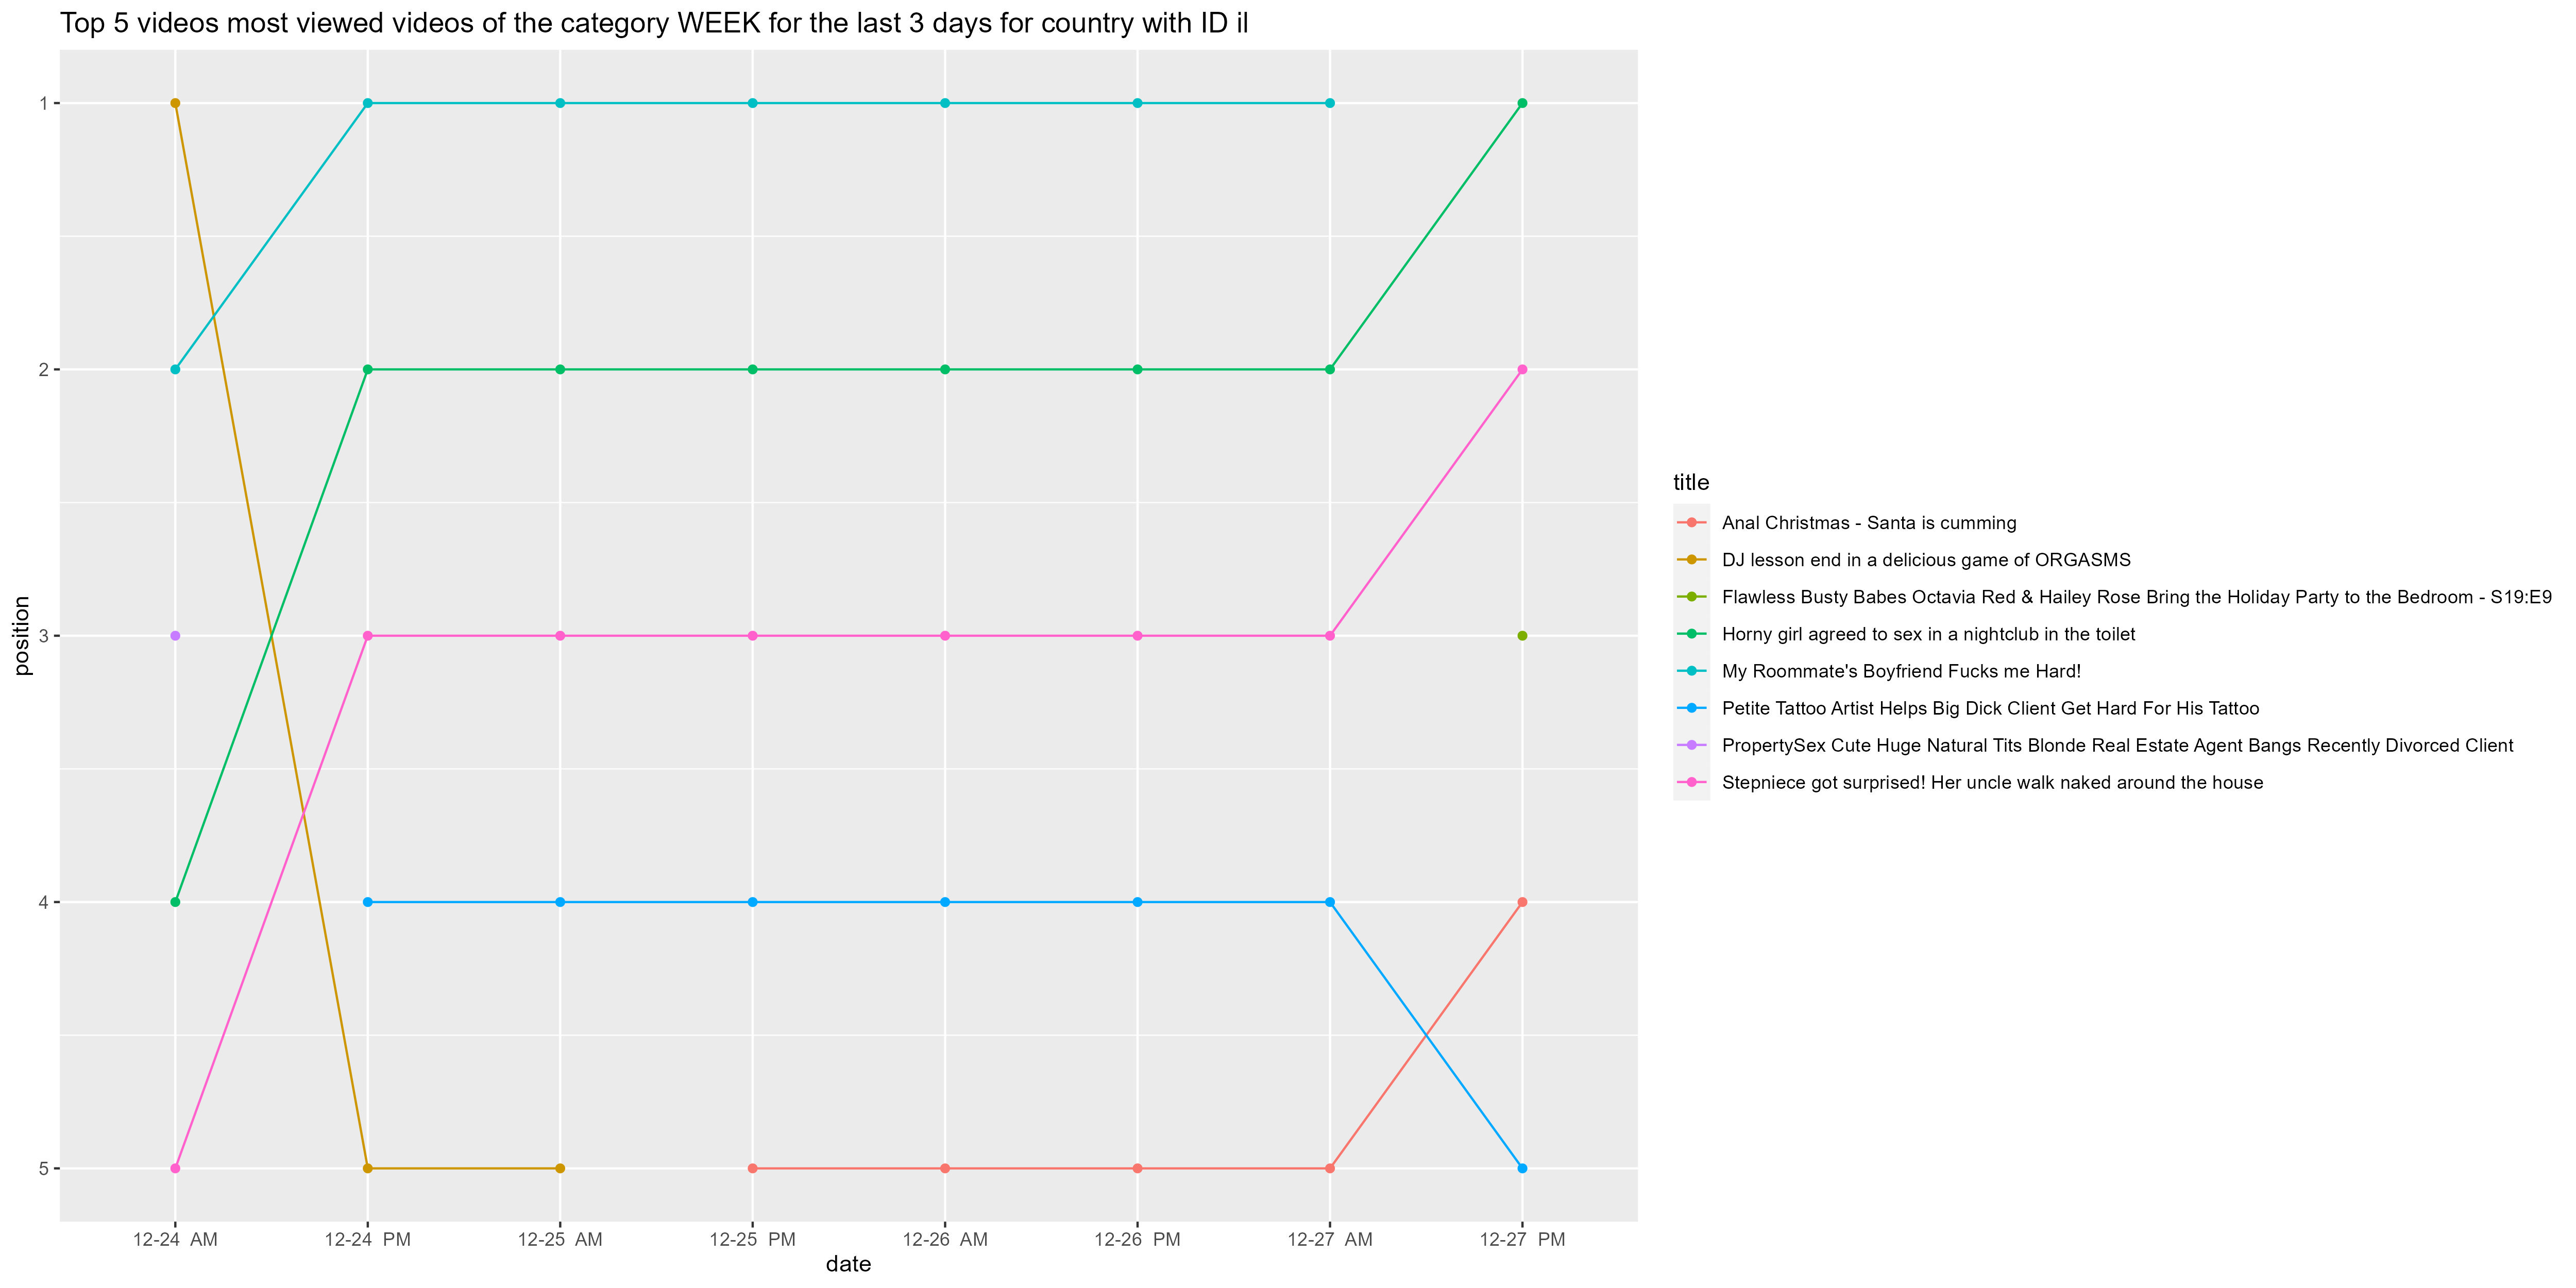 Top 5 videos most viewed videos of the category WEEK for the last 3 days for country with ID il
position
1
2
3
4
5
12-24 AM
12-24 PM
12-25 AM
12-25 PM
12-26 AM
12-26 PM
12-27 AM
12-27 PM
date
title
Anal Christmas - Santa is cumming
DJ lesson end in a delicious game of ORGASMS
Flawless Busty Babes Octavia Red & Hailey Rose Bring the Holiday Party to the Bedroom - S19:E9
Horny girl agreed to sex in a nightclub in the toilet
My Roommate's Boyfriend Fucks me Hard!
Petite Tattoo Artist Helps Big Dick Client Get Hard For His Tattoo
PropertySex Cute Huge Natural Tits Blonde Real Estate Agent Bangs Recently Divorced Client
Stepniece got surprised! Her uncle walk naked around the house